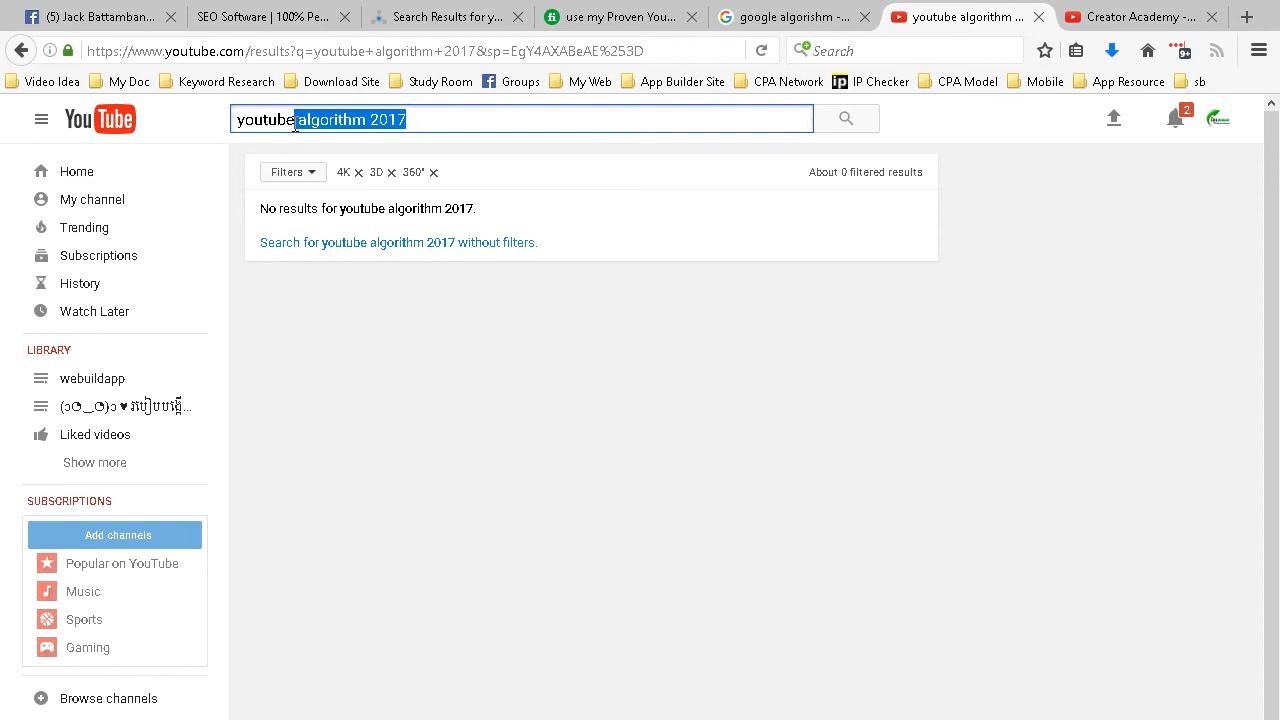 (5) Jack Battamban...
BO Software | 100% Pe...
Search Results for y...
use my Proven You...
google algorithm -...
youtube algorithm ...
Creator Academy -...
https://www.youtube.com/results?q=youtube+algorithm+2017&sp=EgY4AXABeAE%253D
Search
9+
Video Idea
My Doc
Keyword Research
Download Site
Study Room
Groups
My Web
App Builder Site
CPA Network
IP Checker
CPA Model
Mobile
App Resource
sb
YouTube
youtube algorithm 2017
2
Home
My channel
Trending
Subscriptions
History
Watch Later
LIBRARY
webuildapp
Liked videos
Show more
SUBSCRIPTIONS
Add channels
Popular on YouTube
Music
Sports
Gaming
Browse channels
Filters
4K
3D
360°
About 0 filtered results
No results for youtube algorithm 2017.
Search for youtube algorithm 2017 without filters.